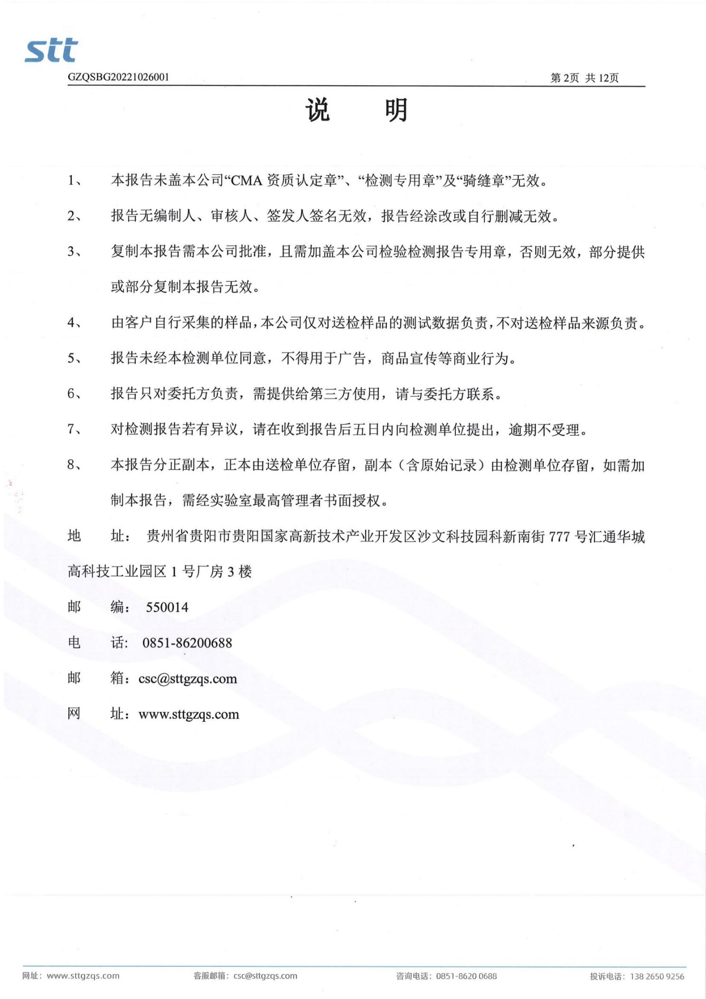 stt
GZQSBG20221026001 第 2页 共 12页
说 明
1、 本报告未盖本公司“CMA 资质认定章”、“检测专用章”及“骑缝章”无效。
2、 报告无编制人、审核人、签发人签名无效，报告经涂改或自行删减无效。
3、 复制本报告需本公司批准，且需加盖本公司检验检测报告专用章，否则无效，部分提供
或部分复制本报告无效。
4、 由客户自行采集的样品，本公司仅对送检样品的测试数据负责，不对送检样品来源负责。
5、 报告未经本检测单位同意，不得用于广告，商品宣传等商业行为。
6、 报告只对委托方负责，需提供给第三方使用，请与委托方联系。
7、 对检测报告若有异议，请在收到报告后五日内向检测单位提出，逾期不受理。
8、 本报告分正副本，正本由送检单位存留，副本（含原始记录）由检测单位存留，如需加
制本报告，需经实验室最高管理者书面授权。
地 址： 贵州省贵阳市贵阳国家高新技术产业开发区沙文科技园科新南街 777 号汇通华城
高科技工业园区 1 号厂房 3 楼
邮 编： 550014
电 话: 0851-86200688
邮 箱：csc@sttgzqs.com
网 址：www.sttgzqs.com
网址：www.sttgzqs.com 客服邮箱：csc@sttgzqs.com 咨询电话：0851-8620 0688 投诉电话：138 2650 9256